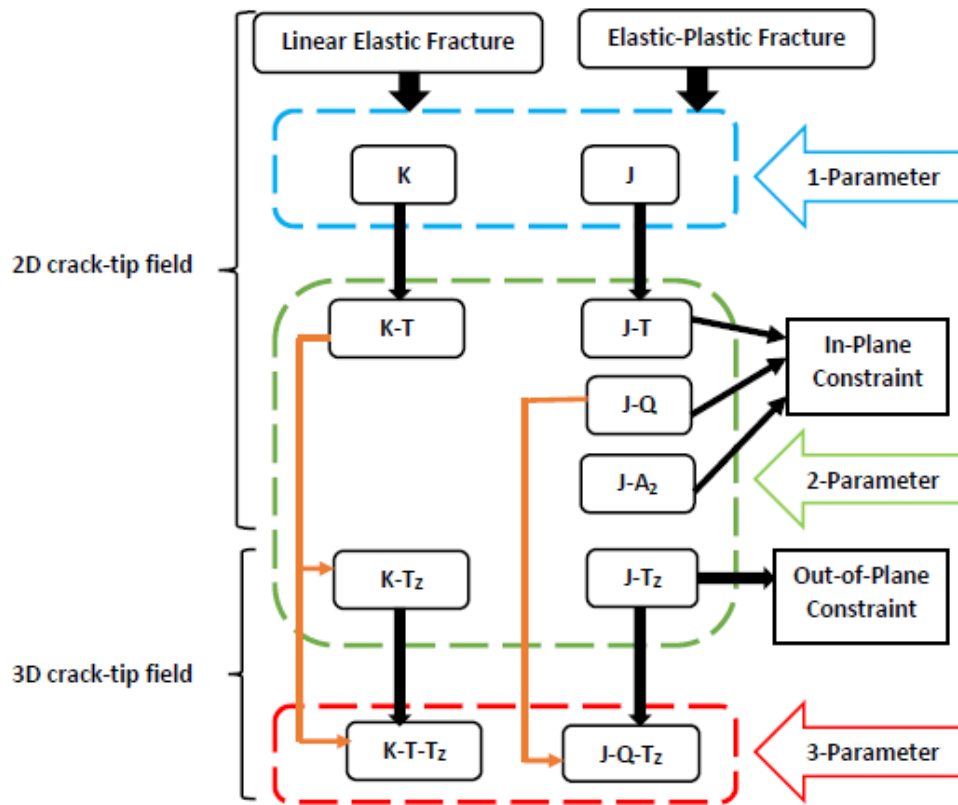 Linear Elastic Fracture
Elastic-Plastic Fracture
K
J
1-Parameter
2D crack-tip field
K-T
J-T
In-Plane
Constraint
J-Q
J-A₂
2-Parameter
K-Tz
J-Tz
Out-of-Plane
Constraint
3D crack-tip field
K-T-Tz
J-Q-Tz
3-Parameter